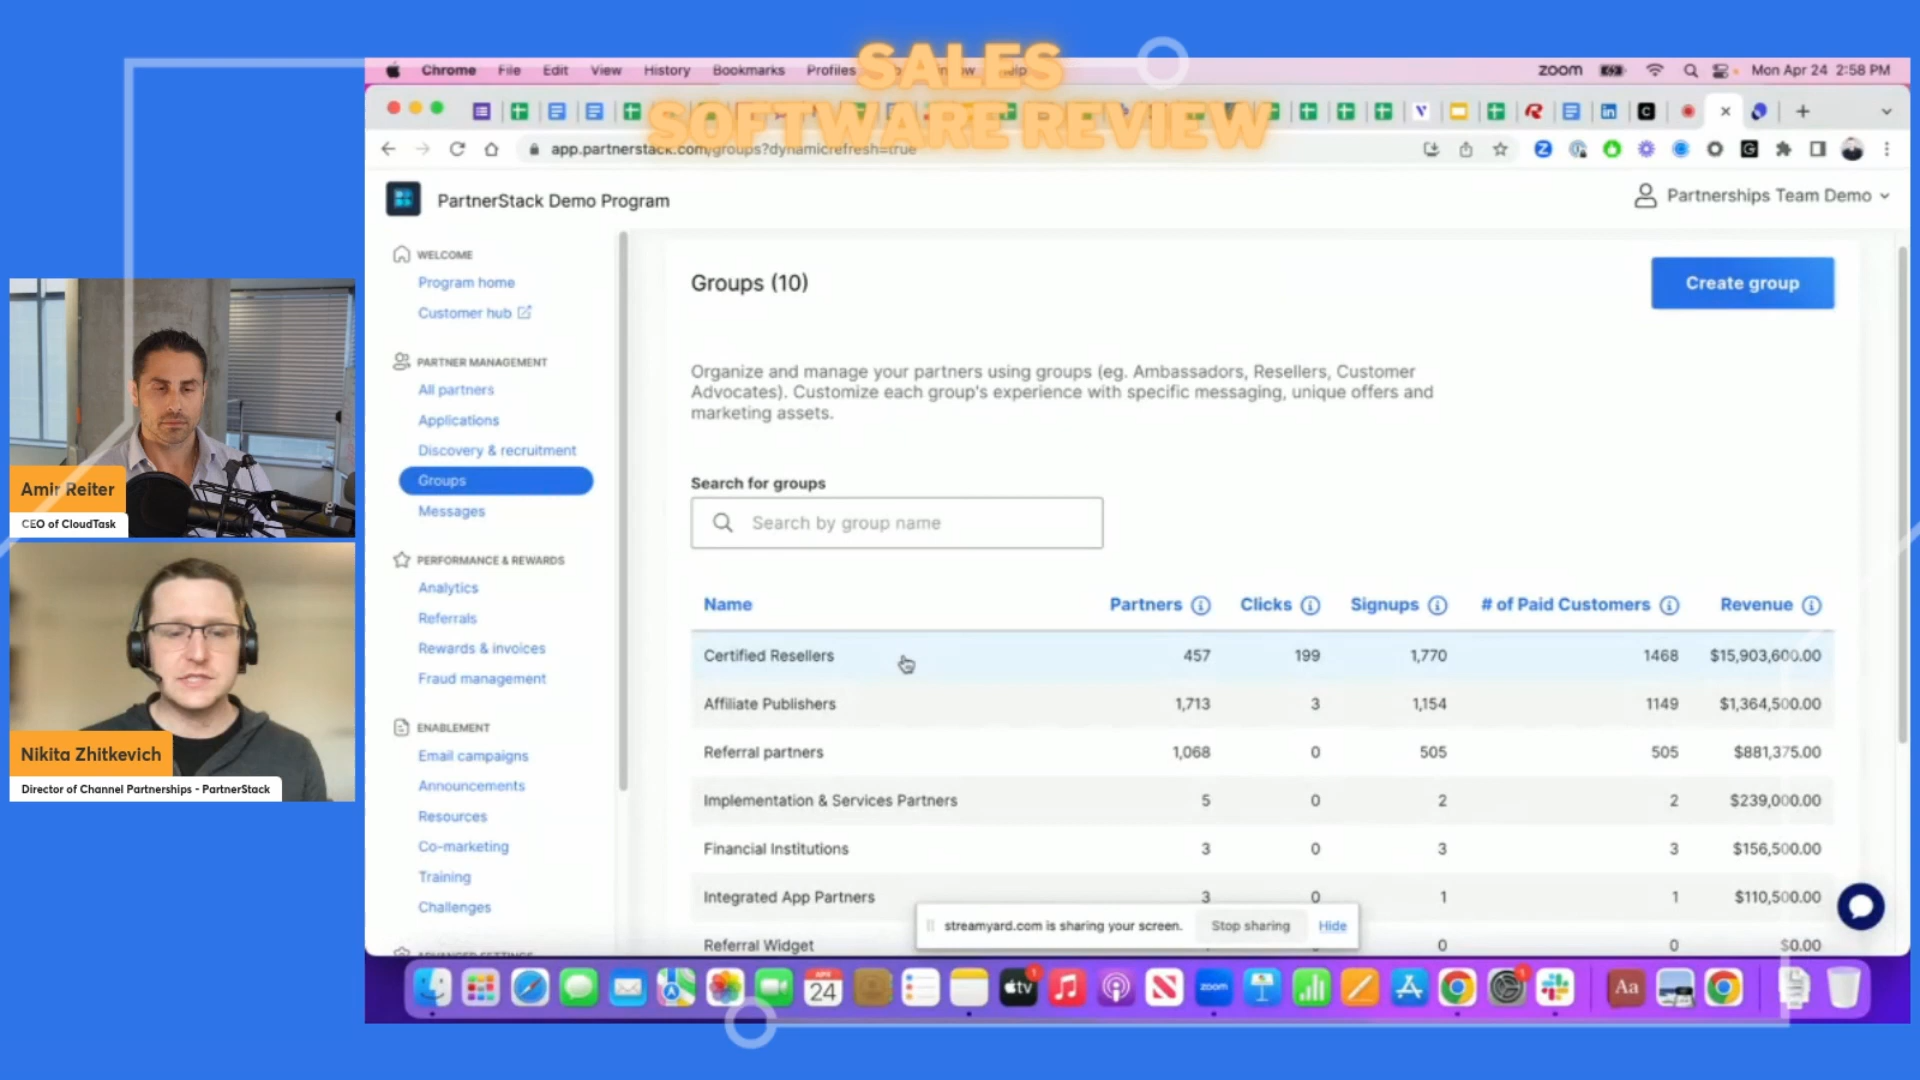 SALES
SOFTWARE REVIEW
Chrome File Edit View History Bookmarks Profiles
zoom Mon Apr 24 2:58 PM
app.partnerstack.com/groups?dynamicrefresh=true
PartnerStack Demo Program
Partnerships Team Demo
WELCOME
Program home
Customer hub
PARTNER MANAGEMENT
All partners
Applications
Discovery & recruitment
Groups
Messages
PERFORMANCE & REWARDS
Analytics
Referrals
Rewards & invoices
Fraud management
ENABLEMENT
Email campaigns
Announcements
Resources
Co-marketing
Training
Challenges
Groups (10)
Create group
Organize and manage your partners using groups (eg. Ambassadors, Resellers, Customer
Advocates). Customize each group's experience with specific messaging, unique offers and
marketing assets.
Search for groups
Search by group name
Name Partners Clicks Signups # of Paid Customers Revenue
Certified Resellers 457 199 1,770 1468 $15,903,600.00
Affiliate Publishers 1,713 3 1,154 1149 $1,364,500.00
Referral partners 1,068 0 505 505 $881,375.00
Implementation & Services Partners 5 0 2 2 $239,000.00
Financial Institutions 3 0 3 3 $156,500.00
Integrated App Partners 3 0 1 1 $110,500.00
Referral Widget 0 0 $0.00
streamyard.com is sharing your screen. Stop sharing Hide
Amir Reiter
CEO of CloudTask
Nikita Zhitkevich
Director of Channel Partnerships - PartnerStack
APR
24
tv
zoom
Aa